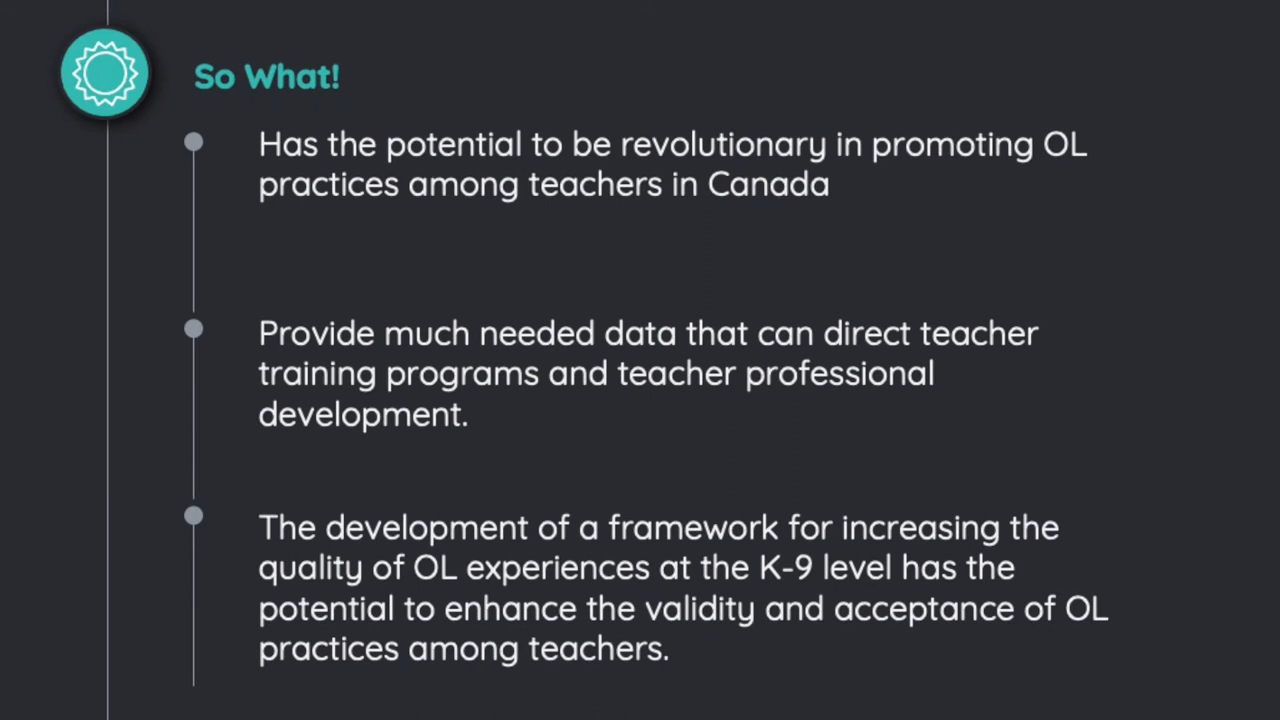 So What!
Has the potential to be revolutionary in promoting OL
practices among teachers in Canada
Provide much needed data that can direct teacher
training programs and teacher professional
development.
The development of a framework for increasing the
quality of OL experiences at the K-9 level has the
potential to enhance the validity and acceptance of OL
practices among teachers.